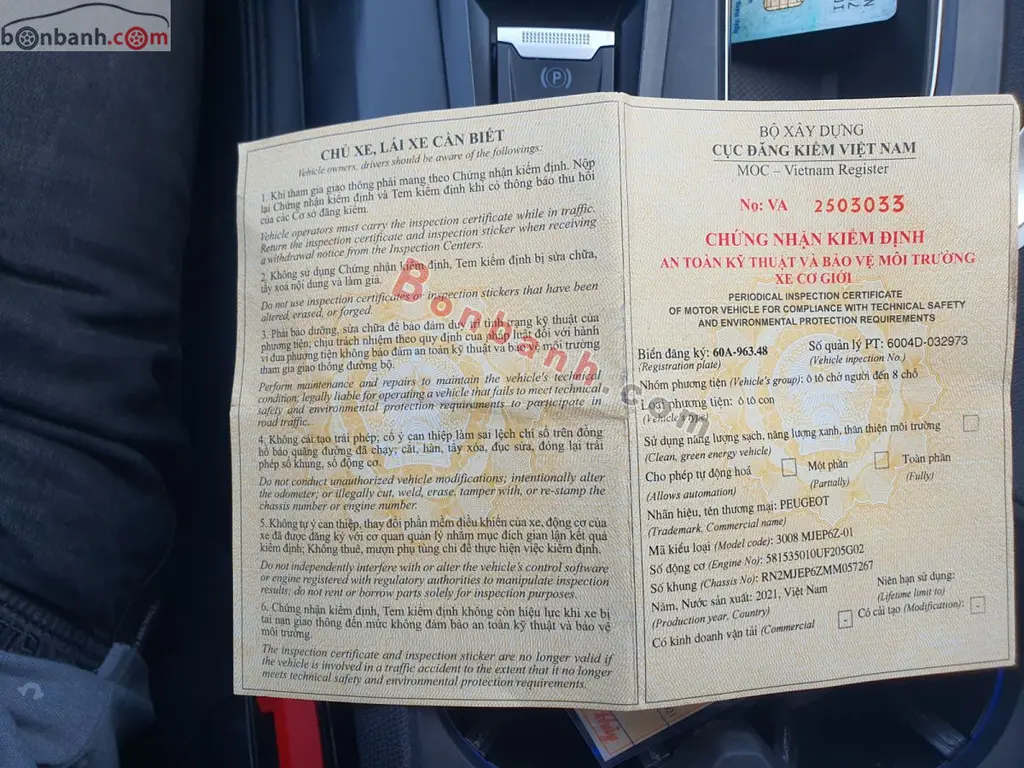 bonbanh.com
CHỦ XE, LÁI XE CẦN BIẾT
Vehicle owners, drivers should be aware of the followings:
1. Khi tham gia giao thông phải mang theo Chứng nhận kiểm định. Nộp
lại Chứng nhận kiểm định và Tem kiểm định khi có thông báo thu hồi
của các Cơ sở đăng kiểm.
Vehicle operators must carry the inspection certificate while in traffic.
Return the inspection certificate and inspection sticker when receiving
a withdrawal notice from the Inspection Centers.
2. Không sử dụng Chứng nhận kiểm định, Tem kiểm định bị sửa chữa,
tẩy xoá nội dung và làm giả.
Do not use inspection certificates or inspection stickers that have been
altered, erased, or forged.
3. Phải bảo dưỡng, sửa chữa để bảo đảm duy trì tình trạng kỹ thuật của
phương tiện; chịu trách nhiệm theo quy định của pháp luật đối với hành
vi đưa phương tiện không bảo đảm an toàn kỹ thuật và bảo vệ môi trường
tham gia giao thông đường bộ.
Perform maintenance and repairs to maintain the vehicle's technical
condition; legally liable for operating a vehicle that fails to meet technical
safety and environmental protection requirements to participate in
road traffic.
4. Không cải tạo trái phép; cố ý can thiệp làm sai lệch chỉ số trên đồng
hồ báo quãng đường đã chạy; cắt, hàn, tẩy xóa, đục sửa, đóng lại trái
phép số khung, số động cơ.
Do not conduct unauthorized vehicle modifications; intentionally alter
the odometer; or illegally cut, weld, erase, tamper with, or re-stamp the
chassis number or engine number.
5. Không tự ý can thiệp, thay đổi phần mềm điều khiển của xe, động cơ của
xe đã được đăng ký với cơ quan quản lý nhằm mục đích gian lận kết quả
kiểm định; Không thuê, mượn phụ tùng chỉ để thực hiện việc kiểm định.
Do not independently interfere with or alter the vehicle's control software
or engine registered with regulatory authorities to manipulate inspection
results; do not rent or borrow parts solely for inspection purposes.
6. Chứng nhận kiểm định, Tem kiểm định không còn hiệu lực khi xe bị
tai nạn giao thông đến mức không đảm bảo an toàn kỹ thuật và bảo vệ
môi trường.
The inspection certificate and inspection sticker are no longer valid if
the vehicle is involved in a traffic accident to the extent that it no longer
meets technical safety and environmental protection requirements.
BỘ XÂY DỰNG
CỤC ĐĂNG KIỂM VIỆT NAM
MOC – Vietnam Register
No: VA 2503033
CHỨNG NHẬN KIỂM ĐỊNH
AN TOÀN KỸ THUẬT VÀ BẢO VỆ MÔI TRƯỜNG
XE CƠ GIỚI
PERIODICAL INSPECTION CERTIFICATE
OF MOTOR VEHICLE FOR COMPLIANCE WITH TECHNICAL SAFETY
AND ENVIRONMENTAL PROTECTION REQUIREMENTS
Biển đăng ký: 60A-963.48 Số quản lý PT: 6004D-032973
(Registration plate) (Vehicle inpection No.)
Nhóm phương tiện (Vehicle's group): ô tô chở người đến 8 chỗ
Loại phương tiện: ô tô con
(Vehicle's type)
Sử dụng năng lượng sạch, năng lượng xanh, thân thiện môi trường
(Clean, green energy vehicle)
Cho phép tự động hoá Một phần Toàn phần
(Allows automation) (Partially) (Fully)
Nhãn hiệu, tên thương mại: PEUGEOT
(Trademark, Commercial name)
Mã kiểu loại (Model code): 3008 MJEP6Z-01
Số động cơ (Engine No): 581535010UF205G02
Số khung (Chassis No): RN2MJEP6ZMM057267
Năm, Nước sản xuất: 2021, Việt Nam Niên hạn sử dụng:
(Production year, Country) (Lifetime limit to)
Có kinh doanh vận tải (Commercial - Có cải tạo (Modification): -
Bonbanh.com
P